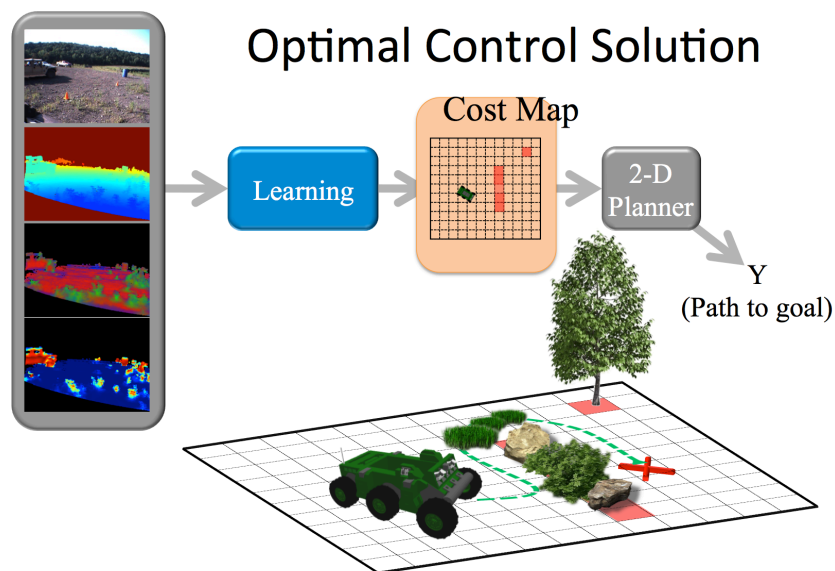 Optimal Control Solution
Cost Map
Learning
2-D
Planner
Y
(Path to goal)